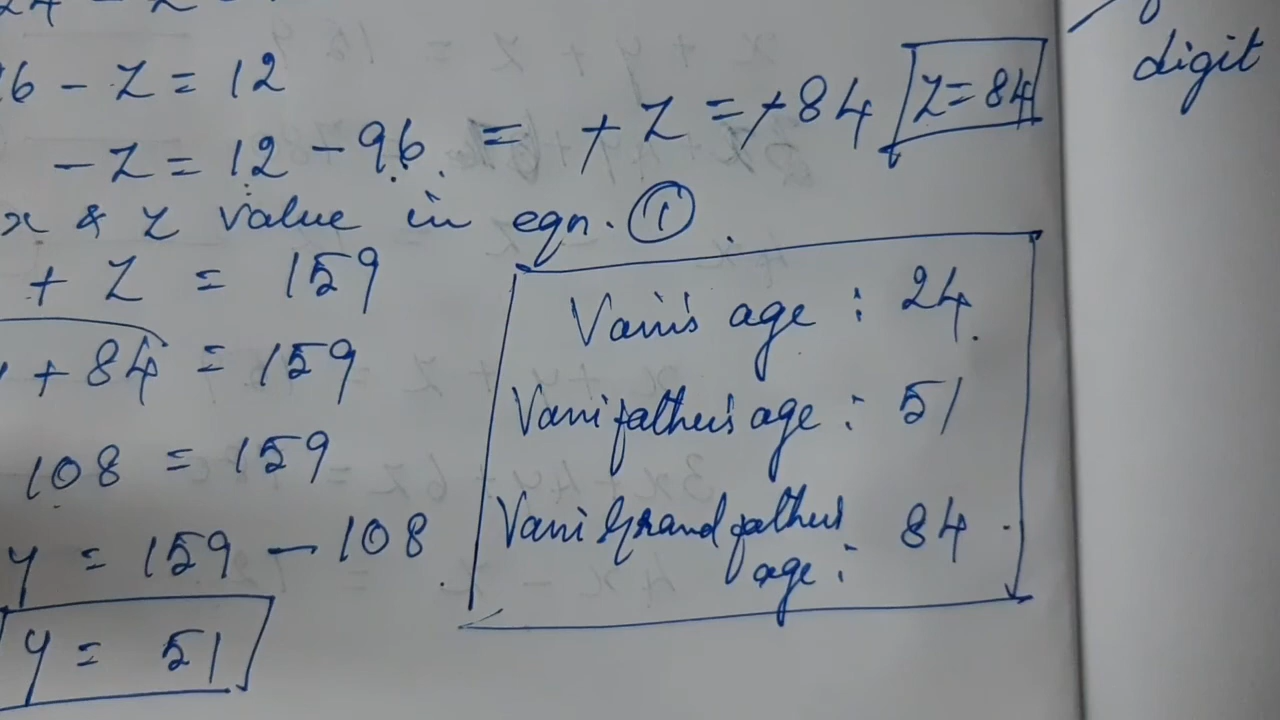 6 - z = 12
- z = 12 - 96 = + z = + 84 z = 84
x & z value in eqn. ①.
+ z = 159
+ 84 = 159
108 = 159
y = 159 - 108
y = 51
Vani's age : 24
Vani father's age : 51
Vani Grand father's
age : 84
digit